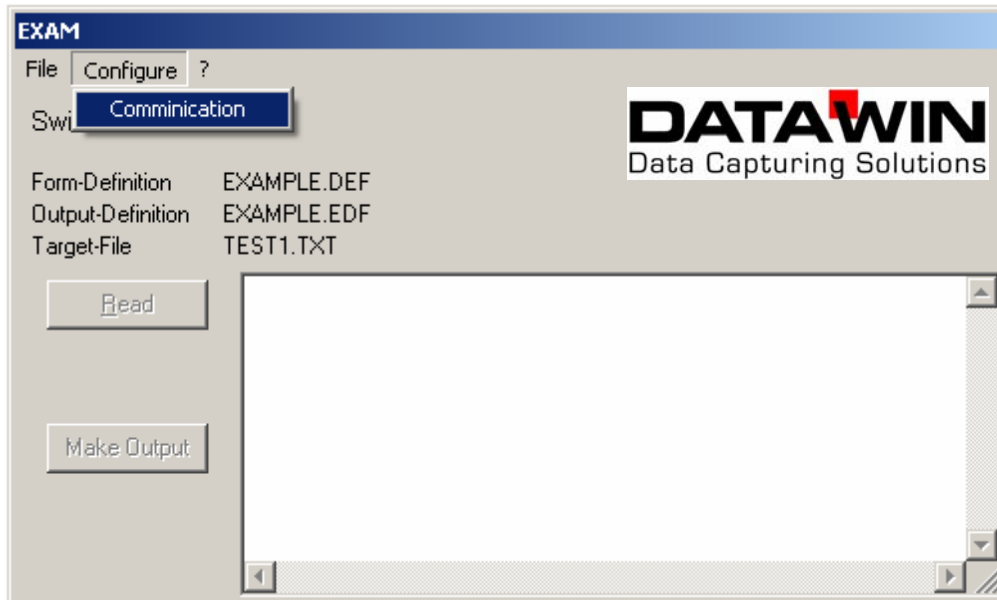 EXAM
File Configure ?
Comminication
Swi
DATAWIN
Data Capturing Solutions
Form-Definition EXAMPLE.DEF
Output-Definition EXAMPLE.EDF
Target-File TEST1.TXT
Read
Make Output